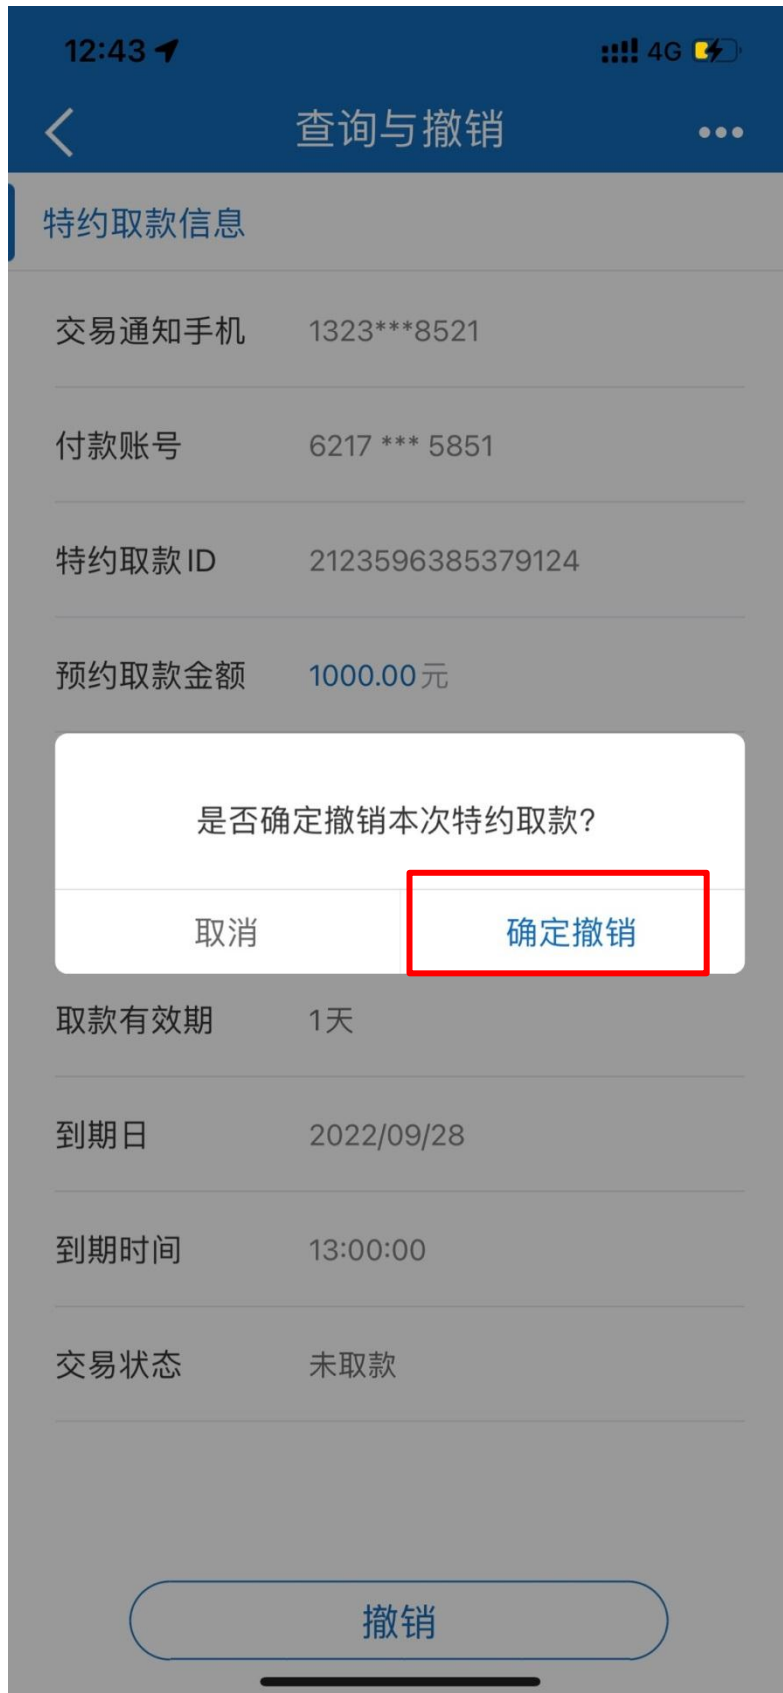 12:43 4G
查询与撤销
特约取款信息
交易通知手机 1323***8521
付款账号 6217 *** 5851
特约取款ID 2123596385379124
预约取款金额 1000.00元
是否确定撤销本次特约取款?
取消 确定撤销
取款有效期 1天
到期日 2022/09/28
到期时间 13:00:00
交易状态 未取款
撤销